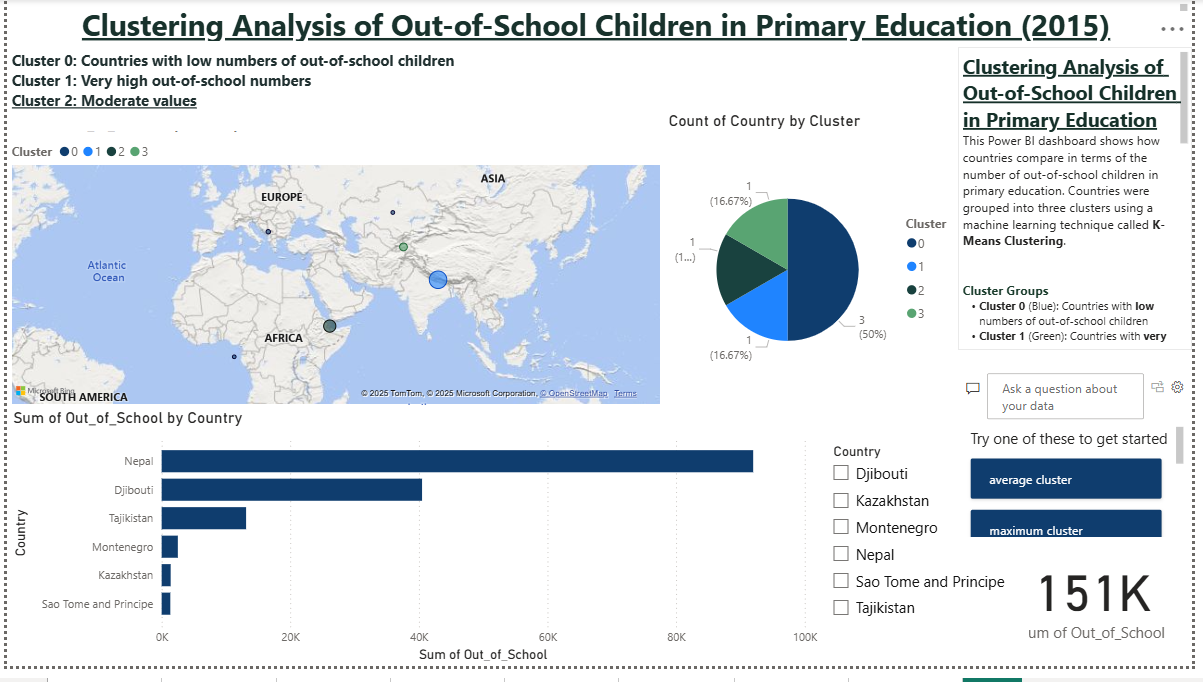 Clustering Analysis of Out-of-School Children in Primary Education (2015)
Cluster 0: Countries with low numbers of out-of-school children
Cluster 1: Very high out-of-school numbers
Cluster 2: Moderate values
Cluster 0 1 2 3
EUROPE
ASIA
Atlantic
Ocean
AFRICA
SOUTH AMERICA
Microsoft Bing
© 2025 TomTom, © 2025 Microsoft Corporation, © OpenStreetMap Terms
Count of Country by Cluster
1
(16.67%)
1
(1...)
1
(16.67%)
3
(50%)
Cluster
0
1
2
3
Clustering Analysis of
Out-of-School Children
in Primary Education
This Power BI dashboard shows how
countries compare in terms of the
number of out-of-school children in
primary education. Countries were
grouped into three clusters using a
machine learning technique called K-
Means Clustering.
Cluster Groups
• Cluster 0 (Blue): Countries with low
numbers of out-of-school children
• Cluster 1 (Green): Countries with very
Ask a question about
your data
Try one of these to get started
average cluster
maximum cluster
Sum of Out_of_School by Country
Country
Nepal
Djibouti
Tajikistan
Montenegro
Kazakhstan
Sao Tome and Principe
0K 20K 40K 60K 80K 100K
Sum of Out_of_School
Country
Djibouti
Kazakhstan
Montenegro
Nepal
Sao Tome and Principe
Tajikistan
151K
um of Out_of_School